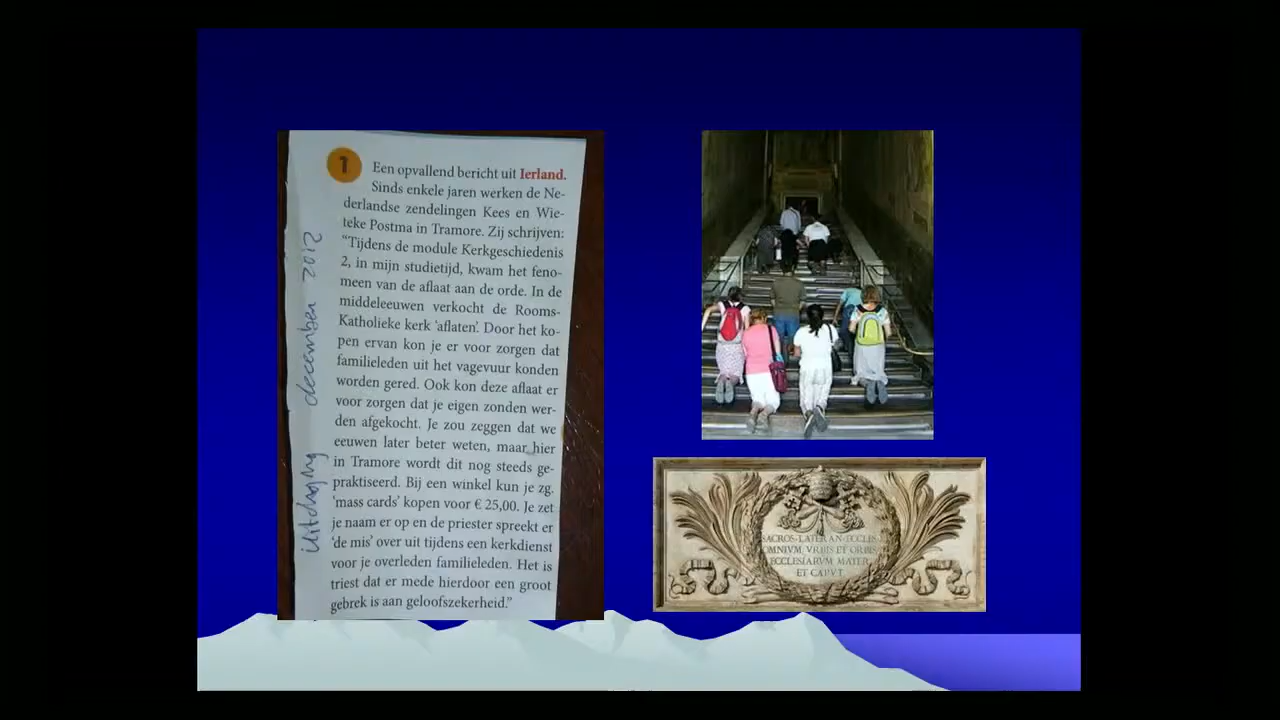 1
Een opvallend bericht uit Ierland.
Sinds enkele jaren werken de Ne-
derlandse zendelingen Kees en Wie-
teke Postma in Tramore. Zij schrijven:
“Tijdens de module Kerkgeschiedenis
2, in mijn studietijd, kwam het feno-
meen van de aflaat aan de orde. In de
middeleeuwen verkocht de Rooms-
Katholieke kerk ‘aflaten’. Door het ko-
pen ervan kon je er voor zorgen dat
familieleden uit het vagevuur konden
worden gered. Ook kon deze aflaat er
voor zorgen dat je eigen zonden wer-
den afgekocht. Je zou zeggen dat we
eeuwen later beter weten, maar hier
in Tramore wordt dit nog steeds ge-
praktiseerd. Bij een winkel kun je zg.
‘mass cards’ kopen voor € 25,00. Je zet
je naam er op en de priester spreekt er
‘de mis’ over uit tijdens een kerkdienst
voor je overleden familieleden. Het is
triest dat er mede hierdoor een groot
gebrek is aan geloofszekerheid.”
uitdaging december 2012
SACROS·LATERAN·ECCLES·
OMNIVM VRBIS ET ORBIS
ECCLESIARVM MATER
ET CAPVT